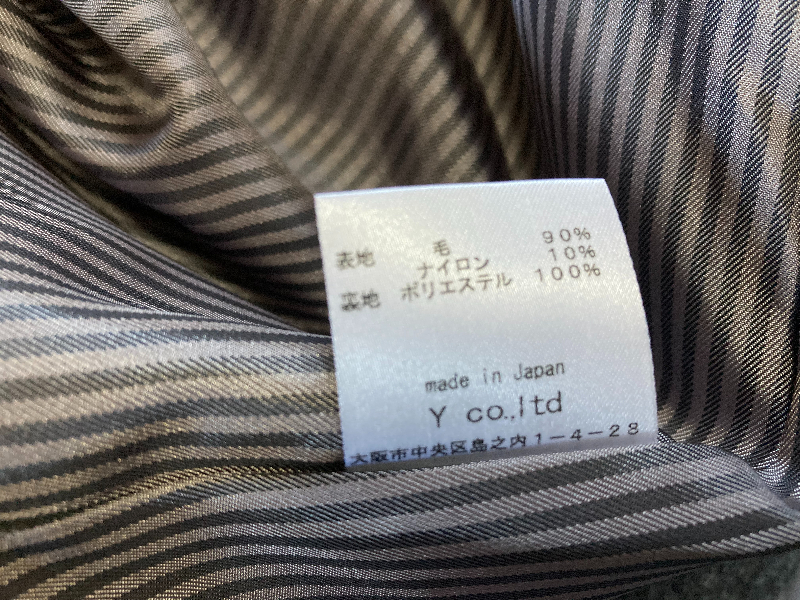 表地 毛 90%
ナイロン 10%
裏地 ポリエステル 100%
made in Japan
Y co.,ltd
大阪市中央区島之内1-4-23